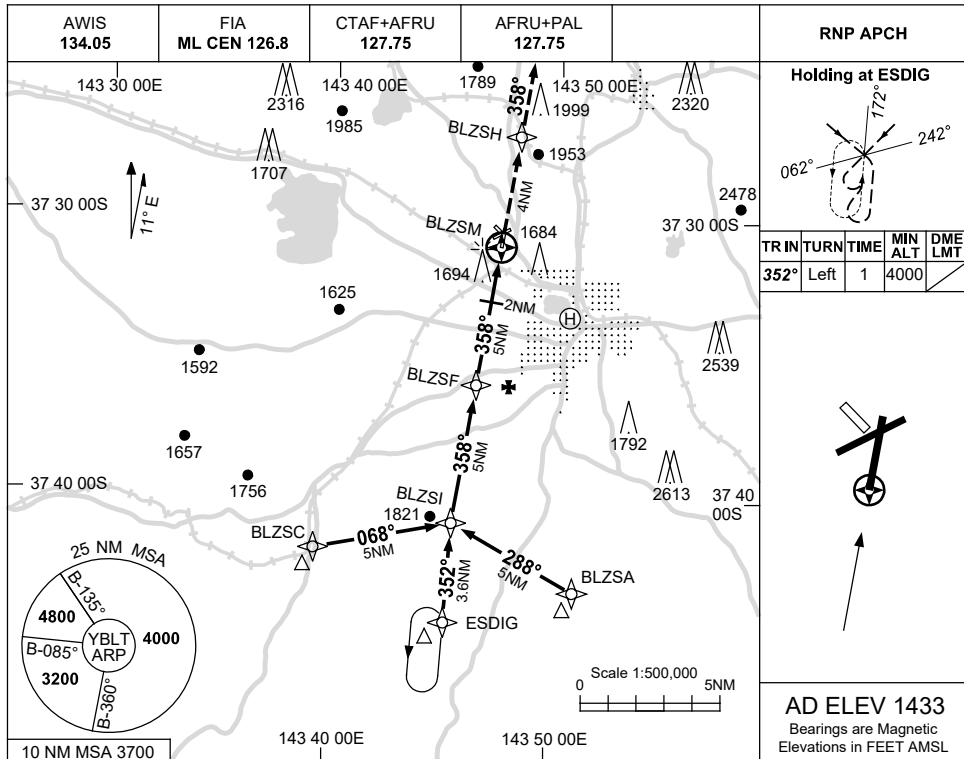 AWIS
134.05
FIA
ML CEN 126.8
CTAF+AFRU
127.75
AFRU+PAL
127.75
RNP APCH
143 30 00E
143 40 00E
143 50 00E
1789
358°
1999
2316
1985
2320
BLZSH
1953
1707
4NM
2478
11° E
37 30 00S
37 30 00S
BLZSM
1684
1694
2NM
1625
H
358°
5NM
1592
2539
BLZSF
1657
1792
1756
358°
5NM
2613
37 40 00S
37 40
00S
BLZSI
1821
BLZSC
068°
5NM
288°
5NM
BLZSA
352°
3.6NM
ESDIG
25 NM MSA
B-135°
4800
4000
YBLT
ARP
B-085°
3200
B-360°
10 NM MSA 3700
143 40 00E
143 50 00E
Scale 1:500,000
0
5NM
Holding at ESDIG
172°
242°
062°
TR IN
TURN
TIME
MIN
ALT
DME
LMT
352°
Left
1
4000
AD ELEV 1433
Bearings are Magnetic
Elevations in FEET AMSL